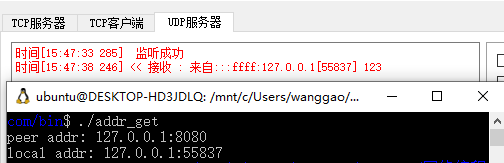 TCP服务器 TCP客户端 UDP服务器
时间[15:47:33 285] 监听成功
时间[15:47:38 246] << 接收 : 来自:::ffff:127.0.0.1[55837] 123
ubuntu@DESKTOP-HD3JDLQ: /mnt/c/Users/wanggao/...
com/bin$ ./addr_get
peer addr: 127.0.0.1:8080
local addr: 127.0.0.1:55837